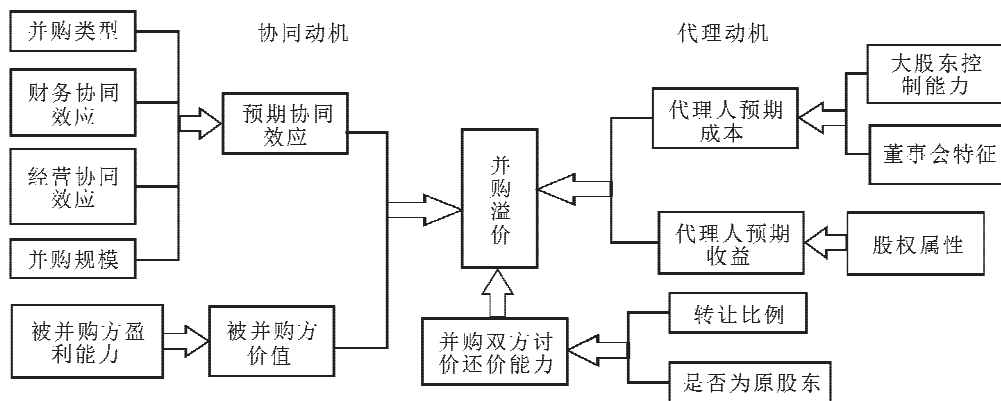 协同动机
代理动机
并购类型
财务协同
效应
经营协同
效应
并购规模
预期协同
效应
被并购方盈
利能力
被并购方
价值
并
购
溢
价
并购双方讨
价还价能力
代理人预期
成本
大股东控
制能力
董事会特征
代理人预期
收益
股权属性
转让比例
是否为原股东